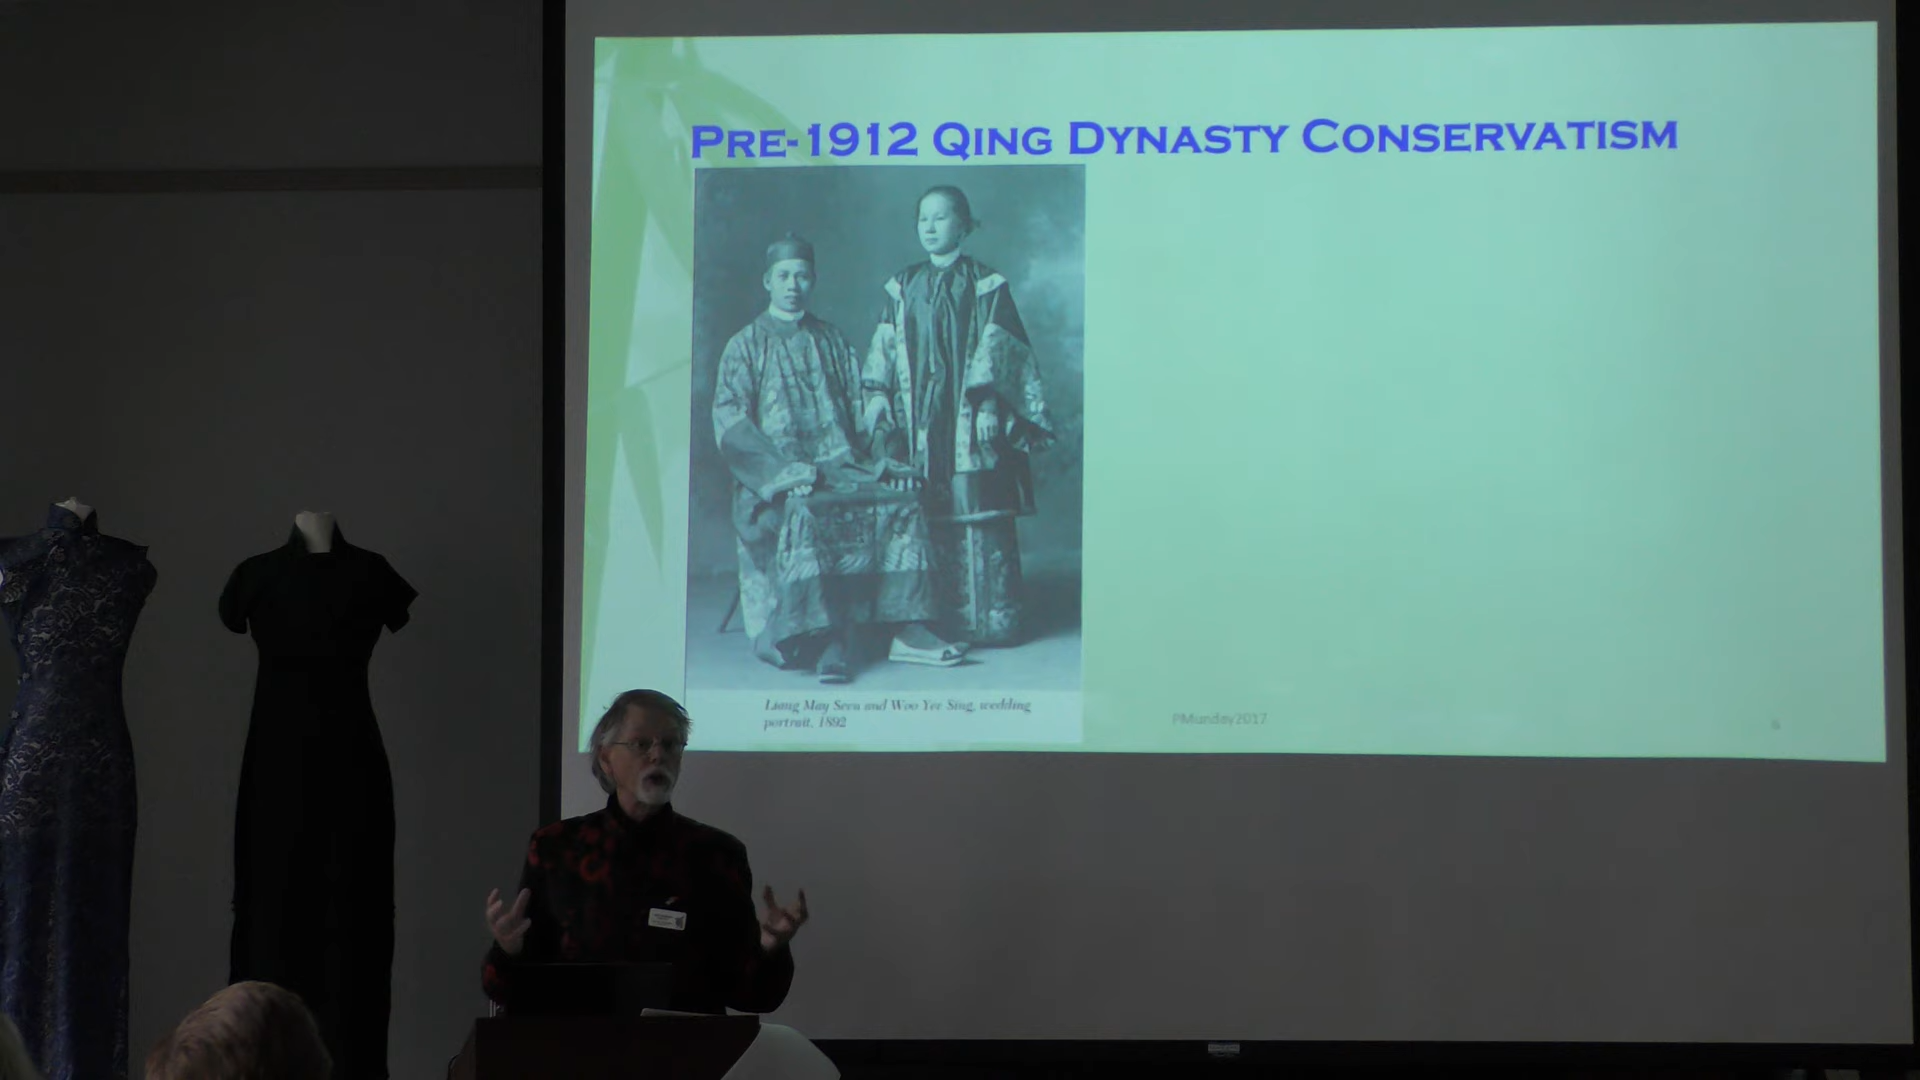 PRE-1912 QING DYNASTY CONSERVATISM
Liang May Seen and Woo Yee Sing, wedding
portrait, 1892
PMunday2017